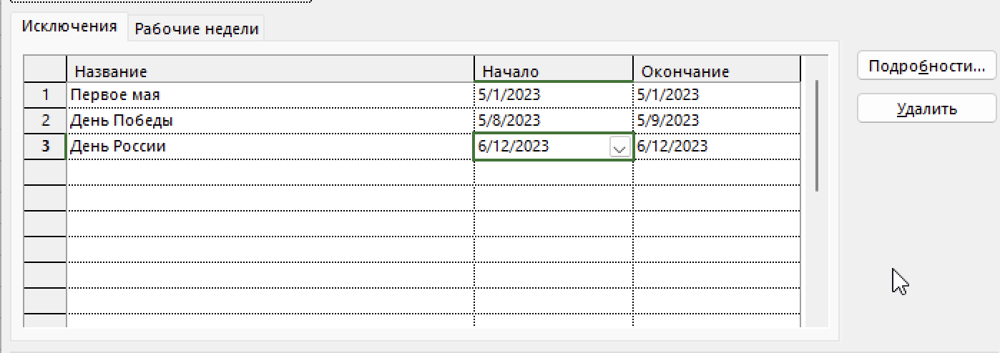 Исключения Рабочие недели
Название Начало Окончание
Подробности...
1 Первое мая 5/1/2023 5/1/2023
Удалить
2 День Победы 5/8/2023 5/9/2023
3 День России 6/12/2023 6/12/2023